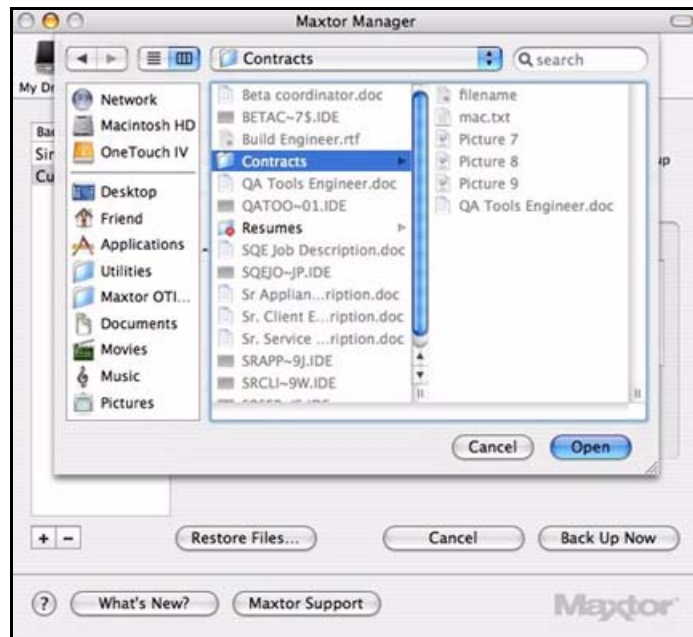 Maxtor Manager
Contracts
search
My Dr
Network
Macintosh HD
OneTouch IV
Desktop
Friend
Applications
Utilities
Maxtor OTI...
Documents
Movies
Music
Pictures
Beta coordinator.doc
BETAC~7$.IDE
Build Engineer.rtf
Contracts
QA Tools Engineer.doc
QATOO~01.IDE
Resumes
SQE Job Description.doc
SQEJO~JP.IDE
Sr Applian...ription.doc
Sr. Client E...ription.doc
Sr. Service ...ription.doc
SRAPP~9J.IDE
SRCLI~9W.IDE
filename
mac.txt
Picture 7
Picture 8
Picture 9
QA Tools Engineer.doc
Ba
Sir
Cu
up
Cancel
Open
+ -
Restore Files...
Cancel
Back Up Now
?
What's New?
Maxtor Support
Maxtor